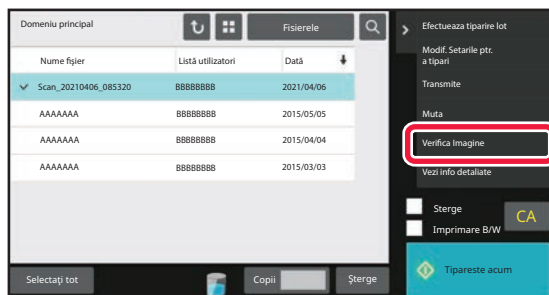 Domeniu principal
Fisierele
Nume fișier
Listă utilizatori
Dată
Scan_20210406_085320
BBBBBBBB
2021/04/06
AAAAAAA
BBBBBBBB
2015/05/05
AAAAAAA
BBBBBBBB
2015/04/04
AAAAAAA
BBBBBBBB
2015/03/03
Selectați tot
Copii
Șterge
Efectueaza tiparire lot
Modif. Setarile ptr.
a tipari
Transmite
Muta
Verifica Imagine
Vezi info detaliate
Sterge
Imprimare B/W
CA
Tipareste acum